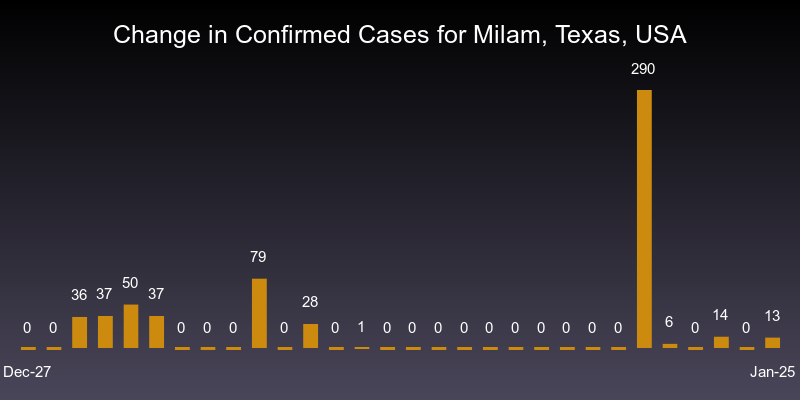 Change in Confirmed Cases for Milam, Texas, USA
290
79
50
36 37 37
28
0 0 0 0 0 0 0 1 0 0 0 0 0 0 0 0 0 0 6 0 14 0 13
Dec-27 Jan-25